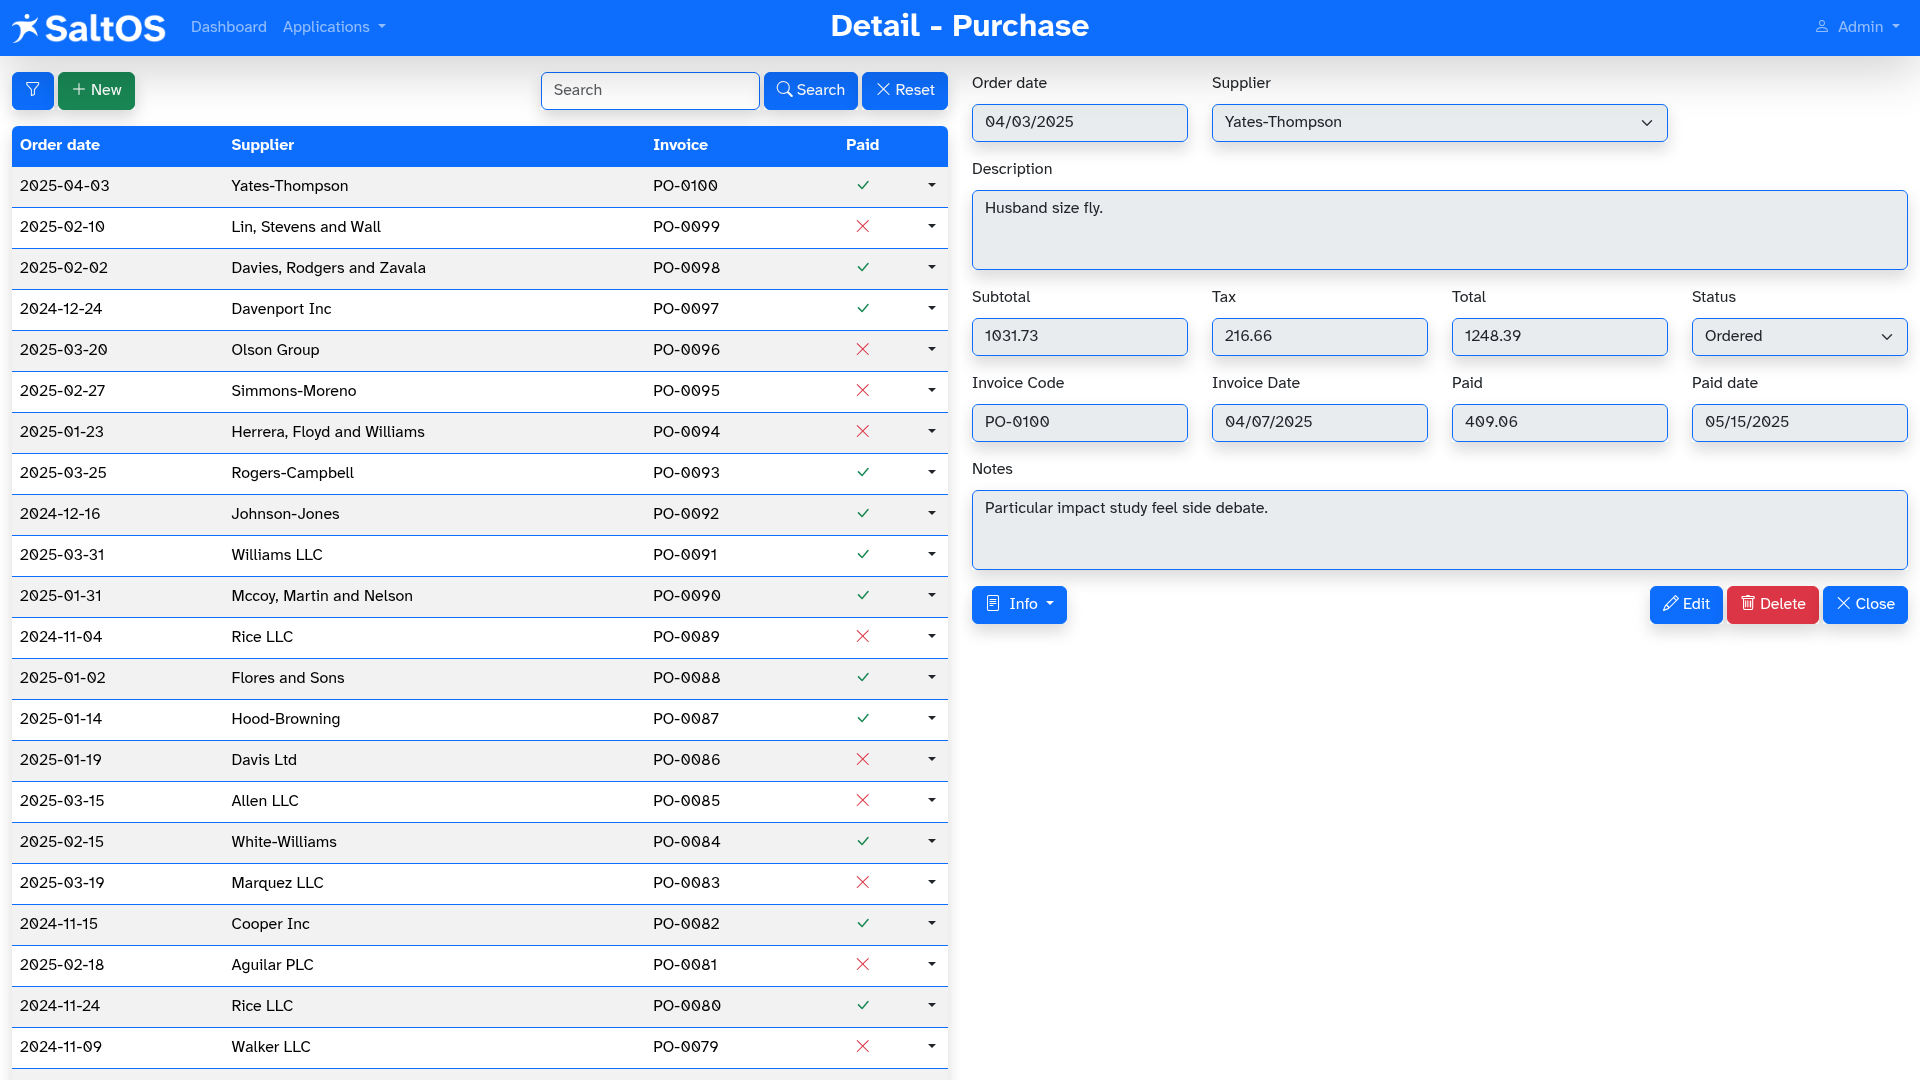 SaltOS Dashboard Applications Detail - Purchase Admin
New Search Search Reset
Order date Supplier Invoice Paid
2025-04-03 Yates-Thompson PO-0100
2025-02-10 Lin, Stevens and Wall PO-0099
2025-02-02 Davies, Rodgers and Zavala PO-0098
2024-12-24 Davenport Inc PO-0097
2025-03-20 Olson Group PO-0096
2025-02-27 Simmons-Moreno PO-0095
2025-01-23 Herrera, Floyd and Williams PO-0094
2025-03-25 Rogers-Campbell PO-0093
2024-12-16 Johnson-Jones PO-0092
2025-03-31 Williams LLC PO-0091
2025-01-31 Mccoy, Martin and Nelson PO-0090
2024-11-04 Rice LLC PO-0089
2025-01-02 Flores and Sons PO-0088
2025-01-14 Hood-Browning PO-0087
2025-01-19 Davis Ltd PO-0086
2025-03-15 Allen LLC PO-0085
2025-02-15 White-Williams PO-0084
2025-03-19 Marquez LLC PO-0083
2024-11-15 Cooper Inc PO-0082
2025-02-18 Aguilar PLC PO-0081
2024-11-24 Rice LLC PO-0080
2024-11-09 Walker LLC PO-0079
Order date Supplier
04/03/2025 Yates-Thompson
Description
Husband size fly.
Subtotal Tax Total Status
1031.73 216.66 1248.39 Ordered
Invoice Code Invoice Date Paid Paid date
PO-0100 04/07/2025 409.06 05/15/2025
Notes
Particular impact study feel side debate.
Info Edit Delete Close